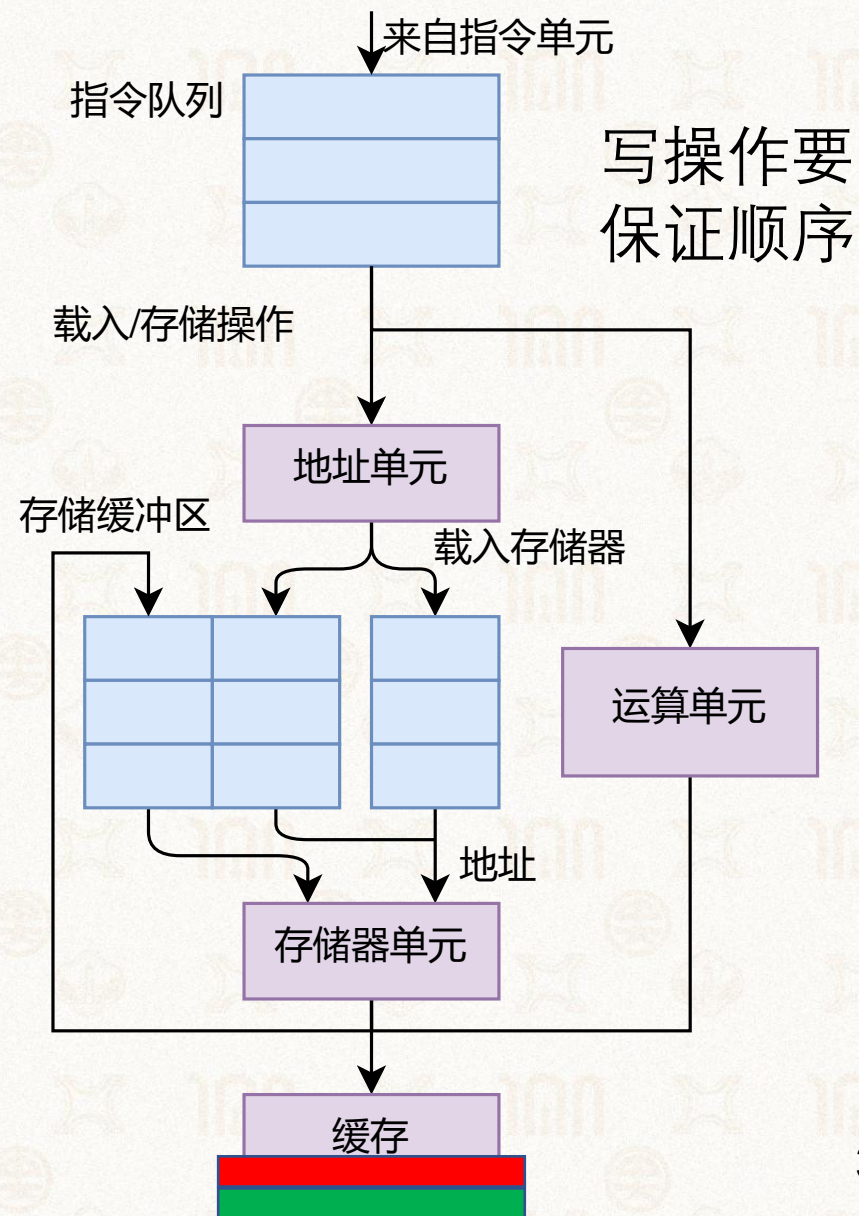 来自指令单元
指令队列
写操作要
保证顺序
载入/存储操作
地址单元
存储缓冲区
载入存储器
运算单元
地址
存储器单元
缓存